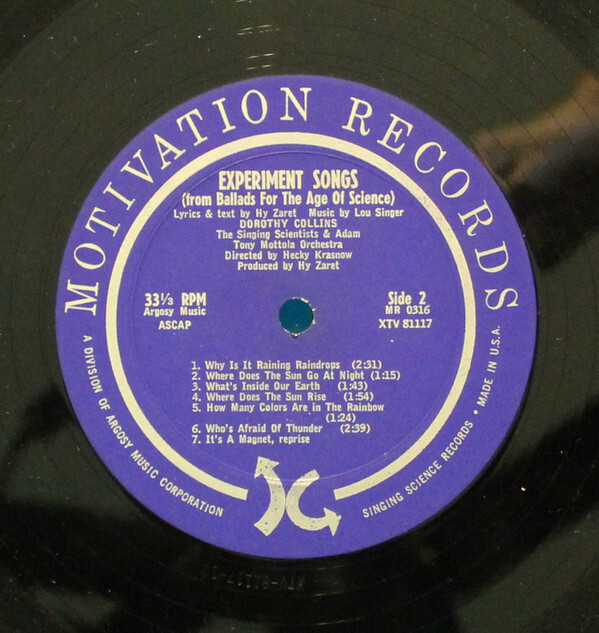 MOTIVATION RECORDS
EXPERIMENT SONGS
(from Ballads For The Age Of Science)
Lyrics & text by Hy Zaret Music by Lou Singer
DOROTHY COLLINS
The Singing Scientists & Adam
Tony Mottola Orchestra
Directed by Hecky Krasnow
Produced by Hy Zaret
33⅓ RPM
Argosy Music
ASCAP
Side 2
MR 0316
XTV 81117
1. Why Is It Raining Raindrops (2:31)
2. Where Does The Sun Go At Night (1:15)
3. What's Inside Our Earth (1:43)
4. Where Does The Sun Rise (1:54)
5. How Many Colors Are in The Rainbow
(1:24)
6. Who's Afraid Of Thunder (2:39)
7. It's A Magnet, reprise
A DIVISION OF ARGOSY MUSIC CORPORATION
SINGING SCIENCE RECORDS • MADE IN U.S.A.